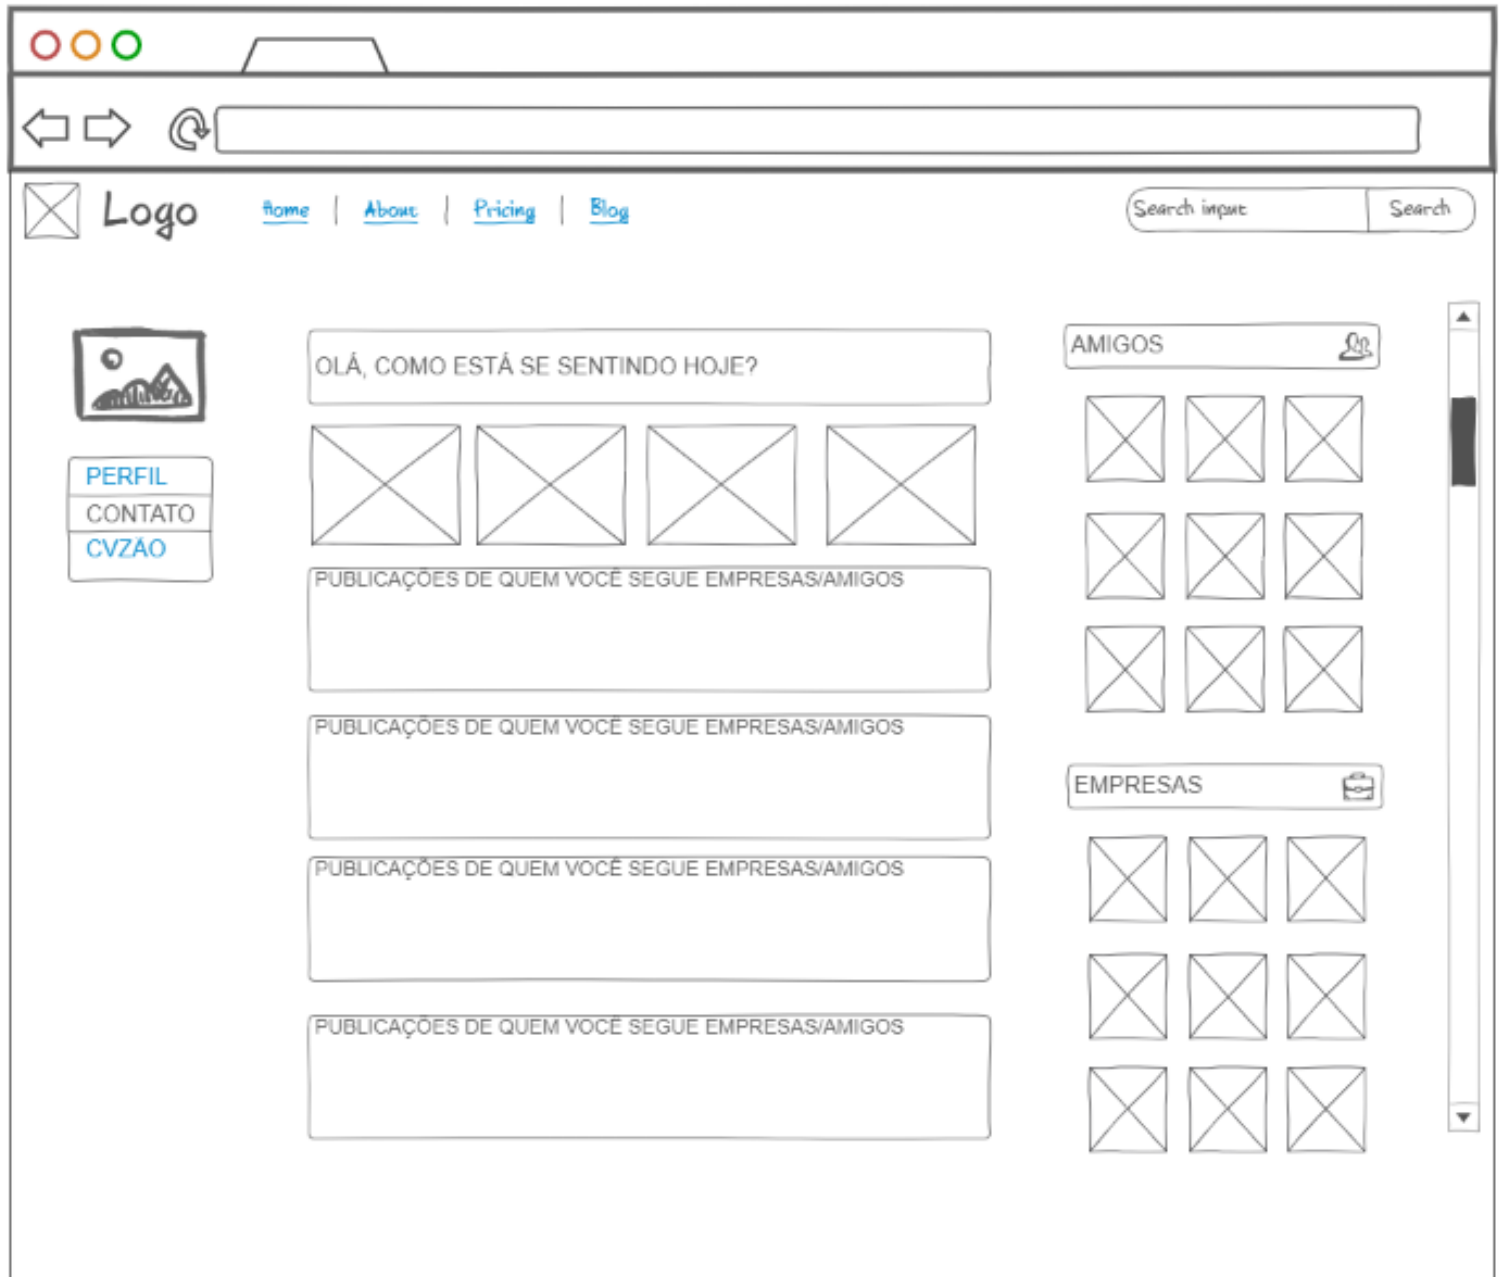 Logo
Home | About | Pricing | Blog
Search input
Search
PERFIL
CONTATO
CVZÃO
OLÁ, COMO ESTÁ SE SENTINDO HOJE?
PUBLICAÇÕES DE QUEM VOCÊ SEGUE EMPRESAS/AMIGOS
PUBLICAÇÕES DE QUEM VOCÊ SEGUE EMPRESAS/AMIGOS
PUBLICAÇÕES DE QUEM VOCÊ SEGUE EMPRESAS/AMIGOS
PUBLICAÇÕES DE QUEM VOCÊ SEGUE EMPRESAS/AMIGOS
AMIGOS
EMPRESAS